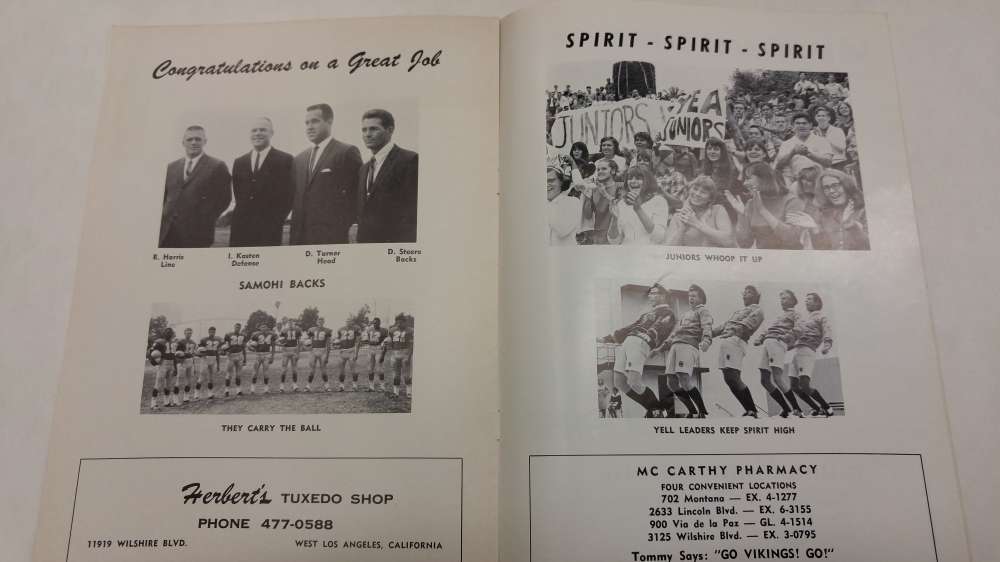 Congratulations on a Great Job
R. Harris
Line
I. Kasten
Defense
D. Turner
Head
D. Steere
Backs
SAMOHI BACKS
THEY CARRY THE BALL
Herbert's TUXEDO SHOP
PHONE 477-0588
11919 WILSHIRE BLVD. WEST LOS ANGELES, CALIFORNIA
SPIRIT - SPIRIT - SPIRIT
JUNIORS
YEA
JUNIORS
JUNIORS WHOOP IT UP
YELL LEADERS KEEP SPIRIT HIGH
MC CARTHY PHARMACY
FOUR CONVENIENT LOCATIONS
702 Montana — EX. 4-1277
2633 Lincoln Blvd. — EX. 6-3155
900 Via de la Paz — GL. 4-1514
3125 Wilshire Blvd. — EX. 3-0795
Tommy Says: "GO VIKINGS! GO!"